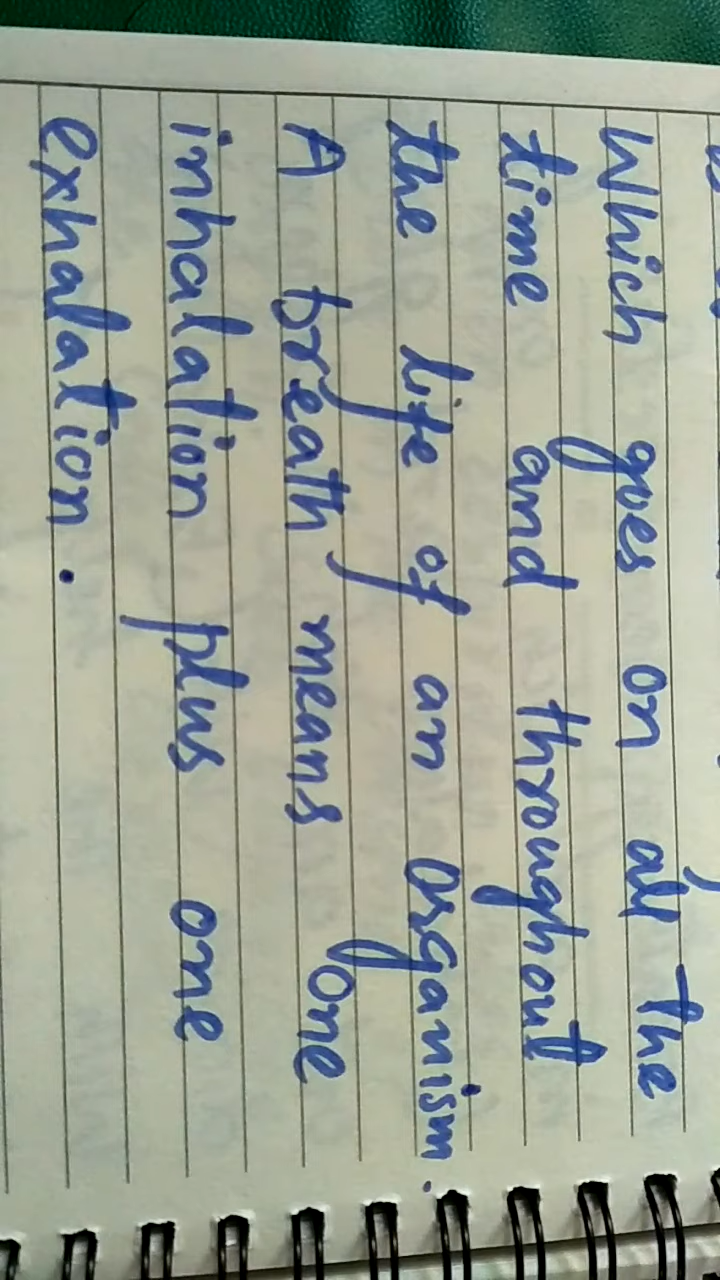 Which goes on all the
time and throughout
the life of an organism.
A breath means one
inhalation plus one
exhalation.